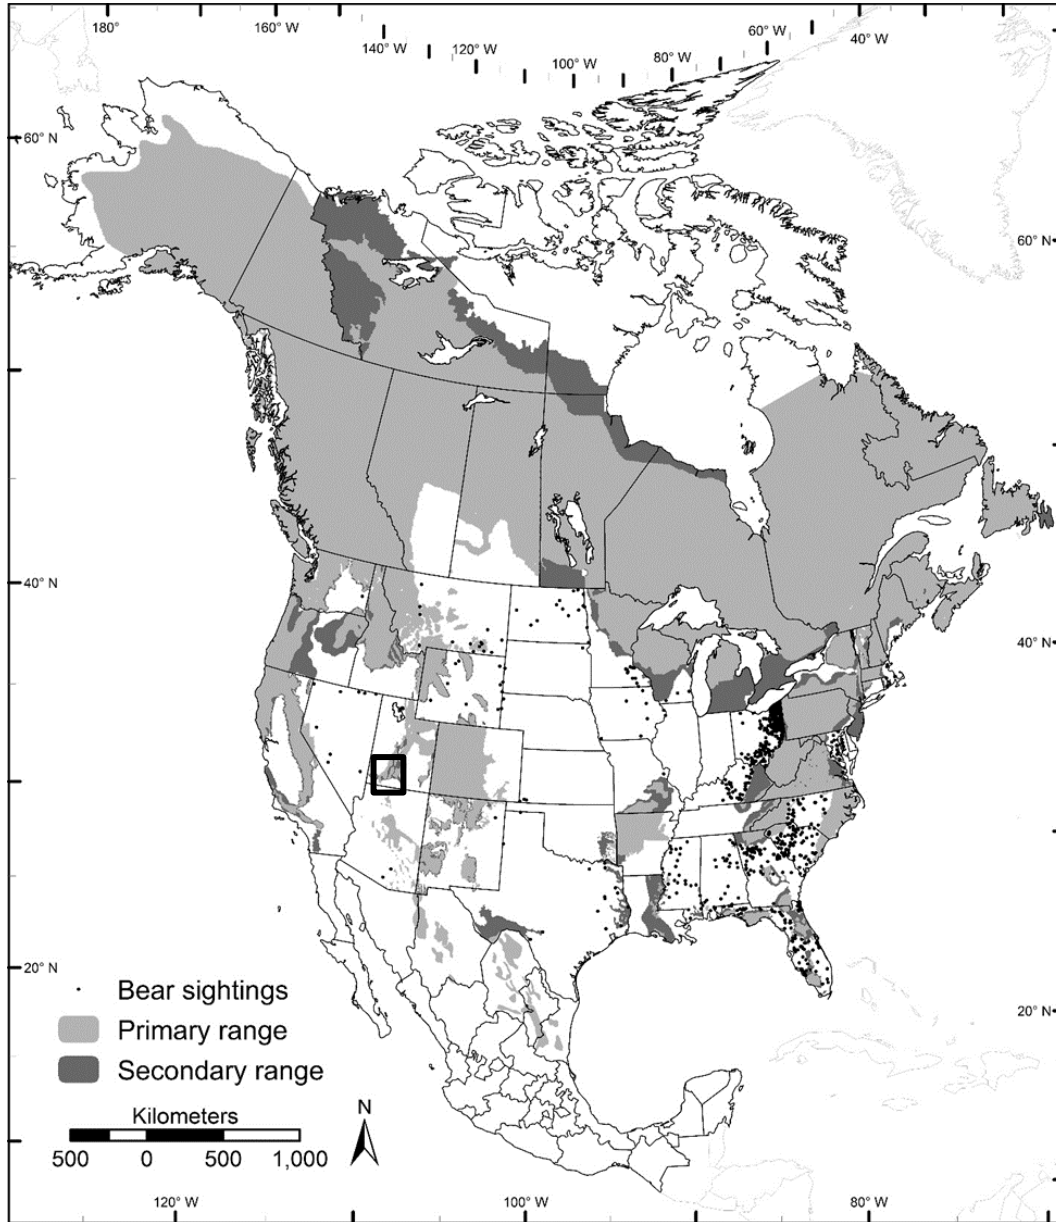 180°
160° W
140° W
120° W
100° W
80° W
60° W
40° W
60° N
60° N
40° N
40° N
20° N
20° N
Bear sightings
Primary range
Secondary range
Kilometers
500 0 500 1,000
N
120° W
100° W
80° W